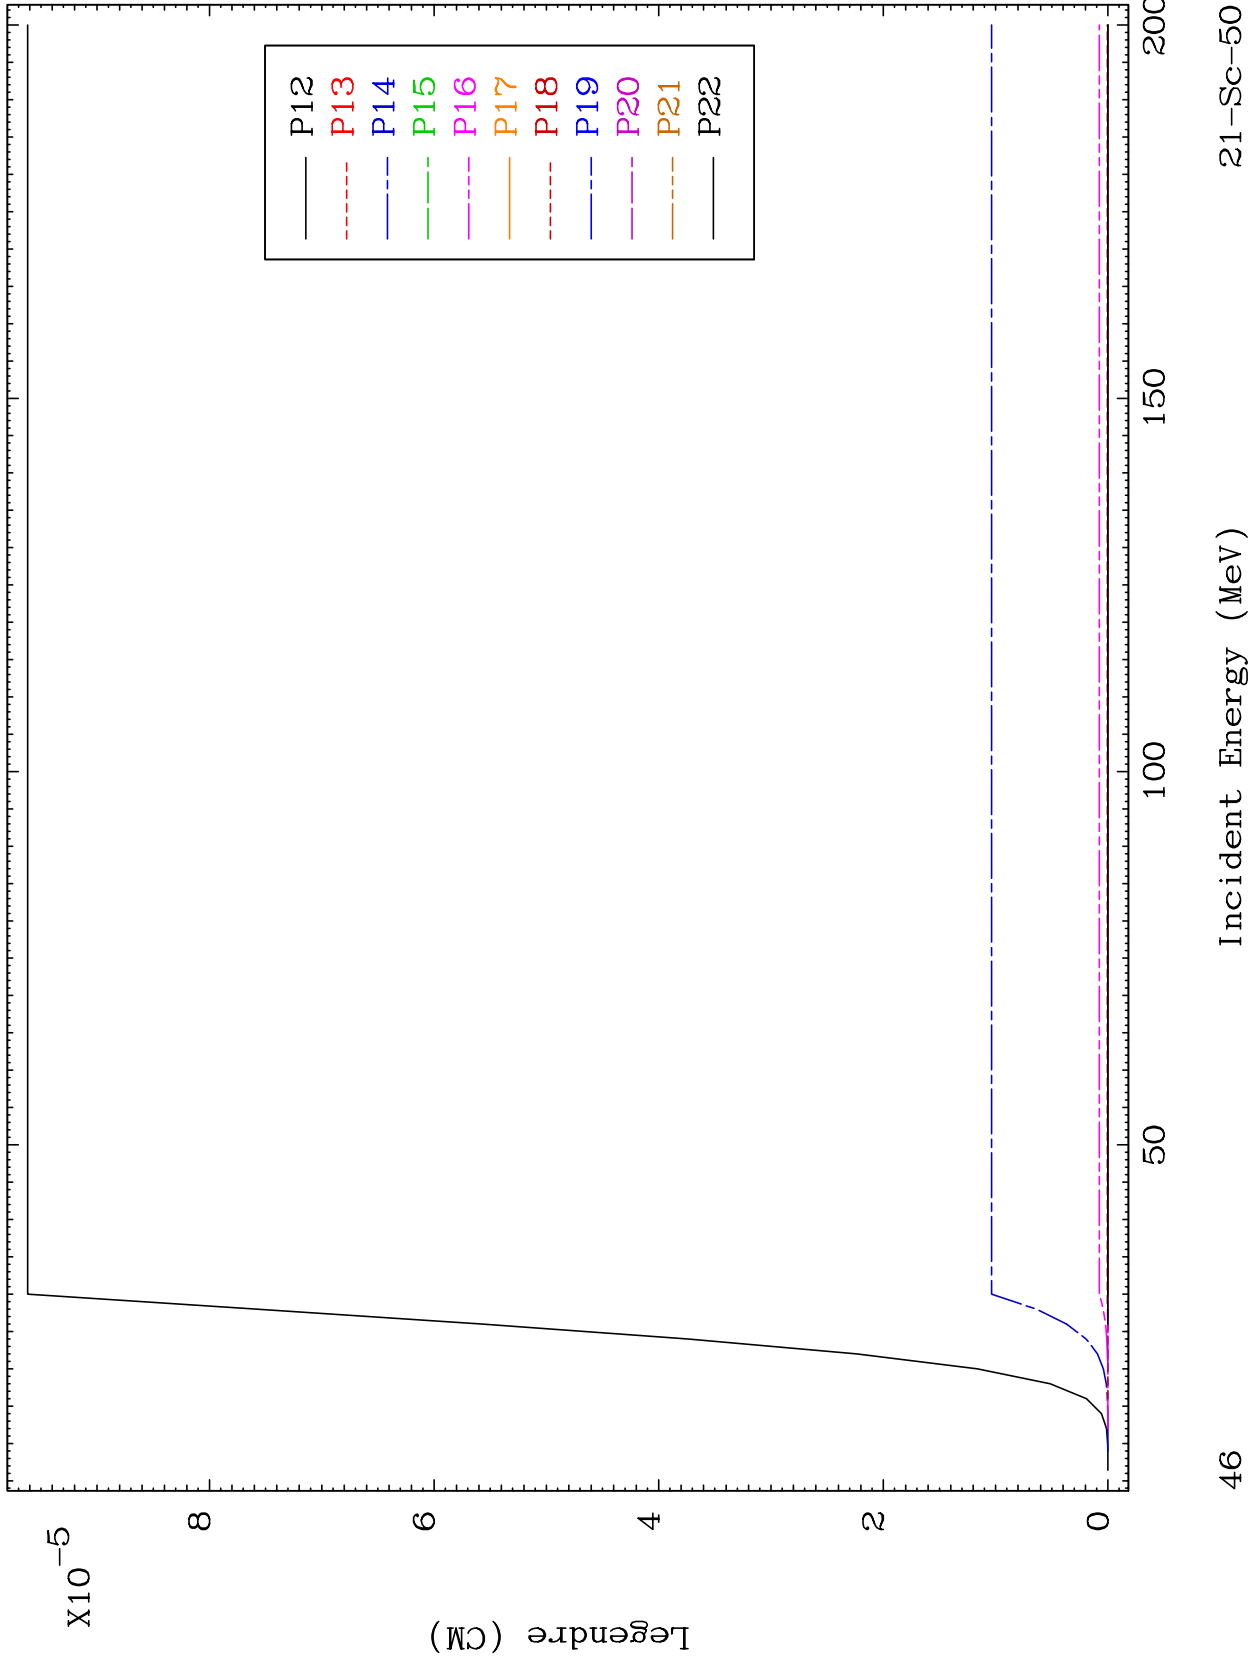 X10-5
8
6
4
2
0
Legendre (CM)
P12
P13
P14
P15
P16
P17
P18
P19
P20
P21
P22
50
100
150
200
Incident Energy (MeV)
46
21-Sc-50